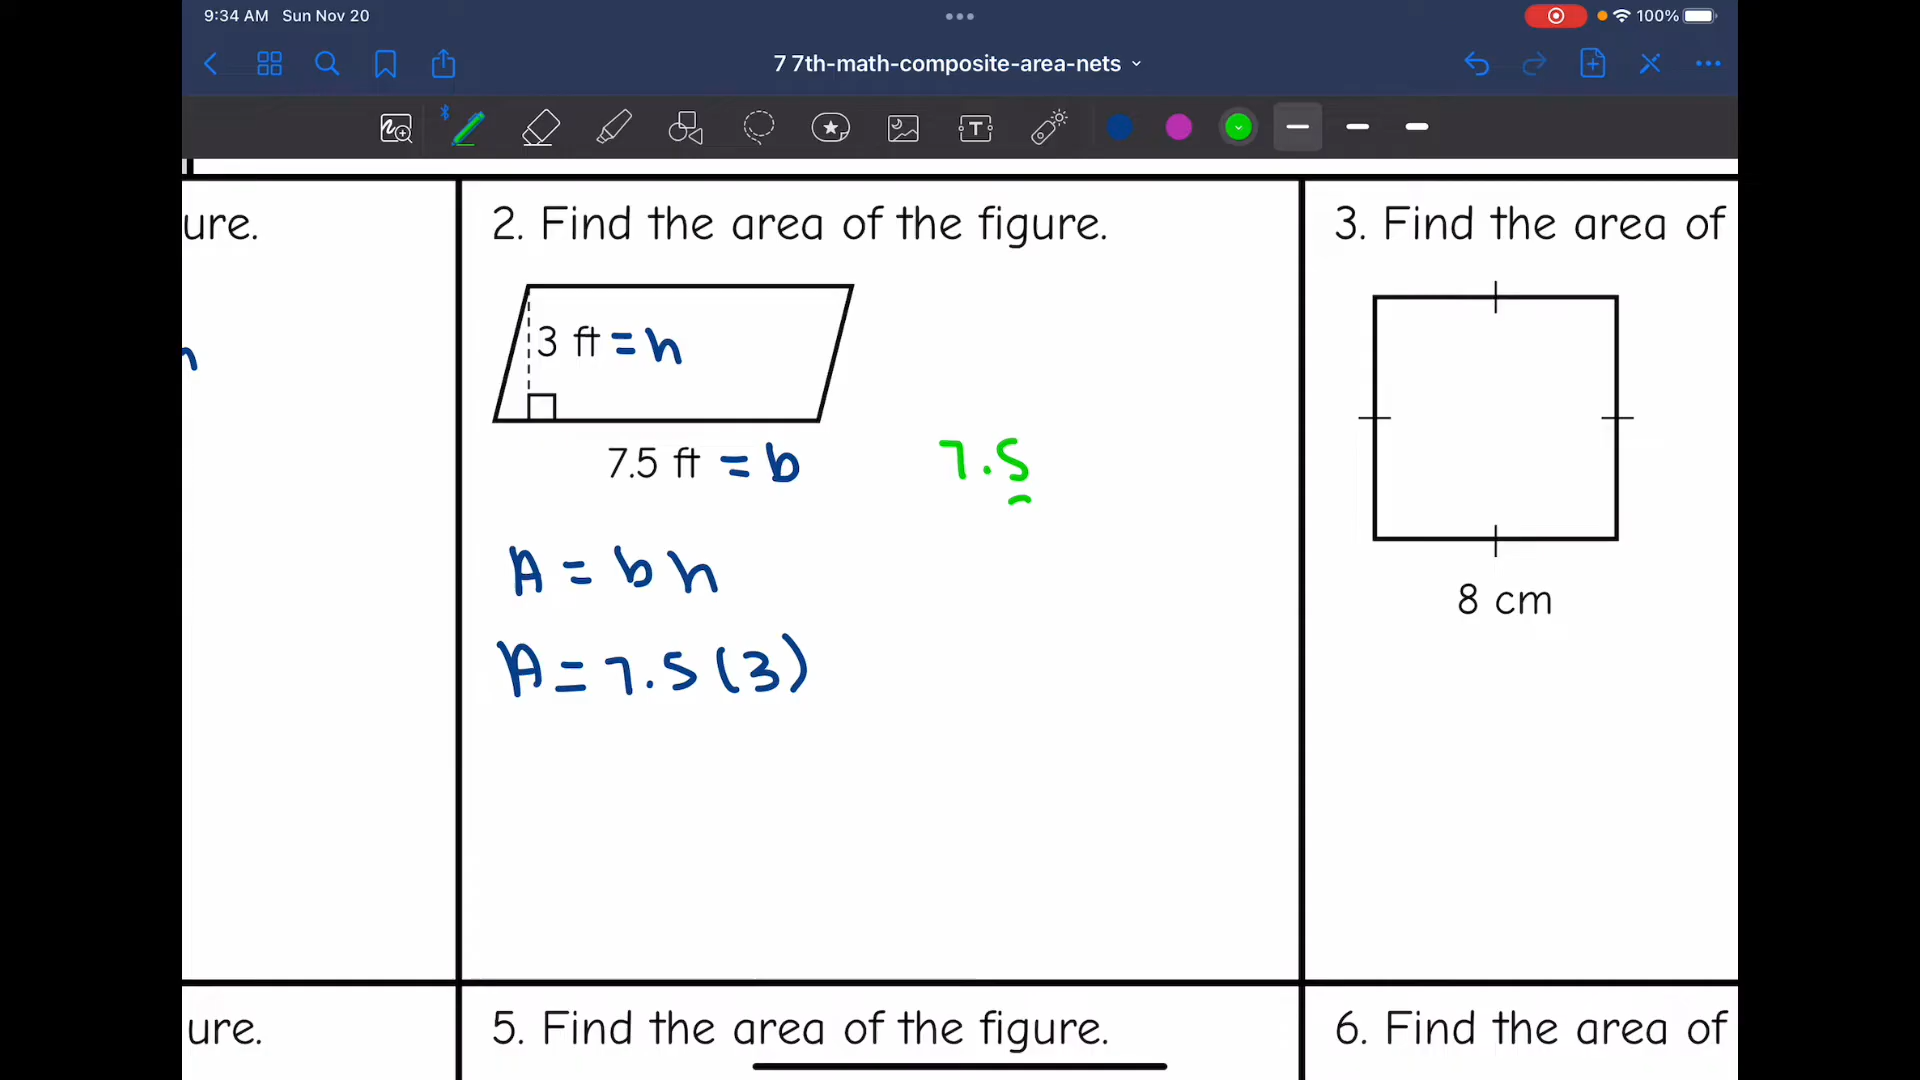 9:34 AM Sun Nov 20
100%
7 7th-math-composite-area-nets
T
ure.
2. Find the area of the figure.
3. Find the area of
3 ft = h
h
7.5 ft = b
7.5
A = b h
8 cm
A = 7.5 (3)
ure.
5. Find the area of the figure.
6. Find the area of